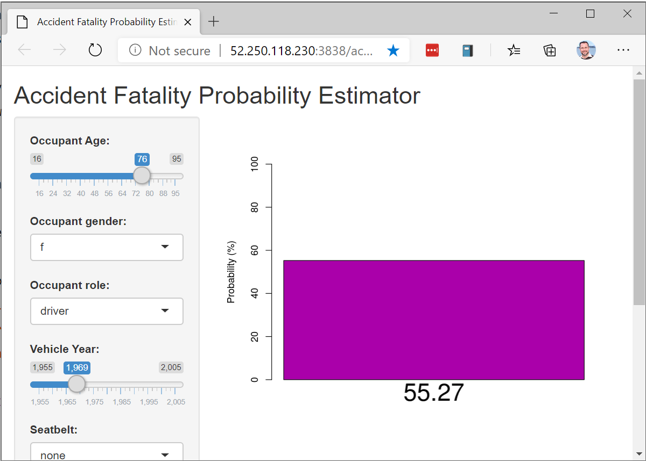 Accident Fatality Probability Estin
Not secure | 52.250.118.230:3838/ac...
Accident Fatality Probability Estimator
Occupant Age:
16 76 95
16 24 32 40 48 56 64 72 80 88 95
Occupant gender:
f
Occupant role:
driver
Vehicle Year:
1,955 1,969 2,005
1,955 1,965 1,975 1,985 1,995 2,005
Seatbelt:
none
Probability (%)
100
80
60
40
20
0
55.27